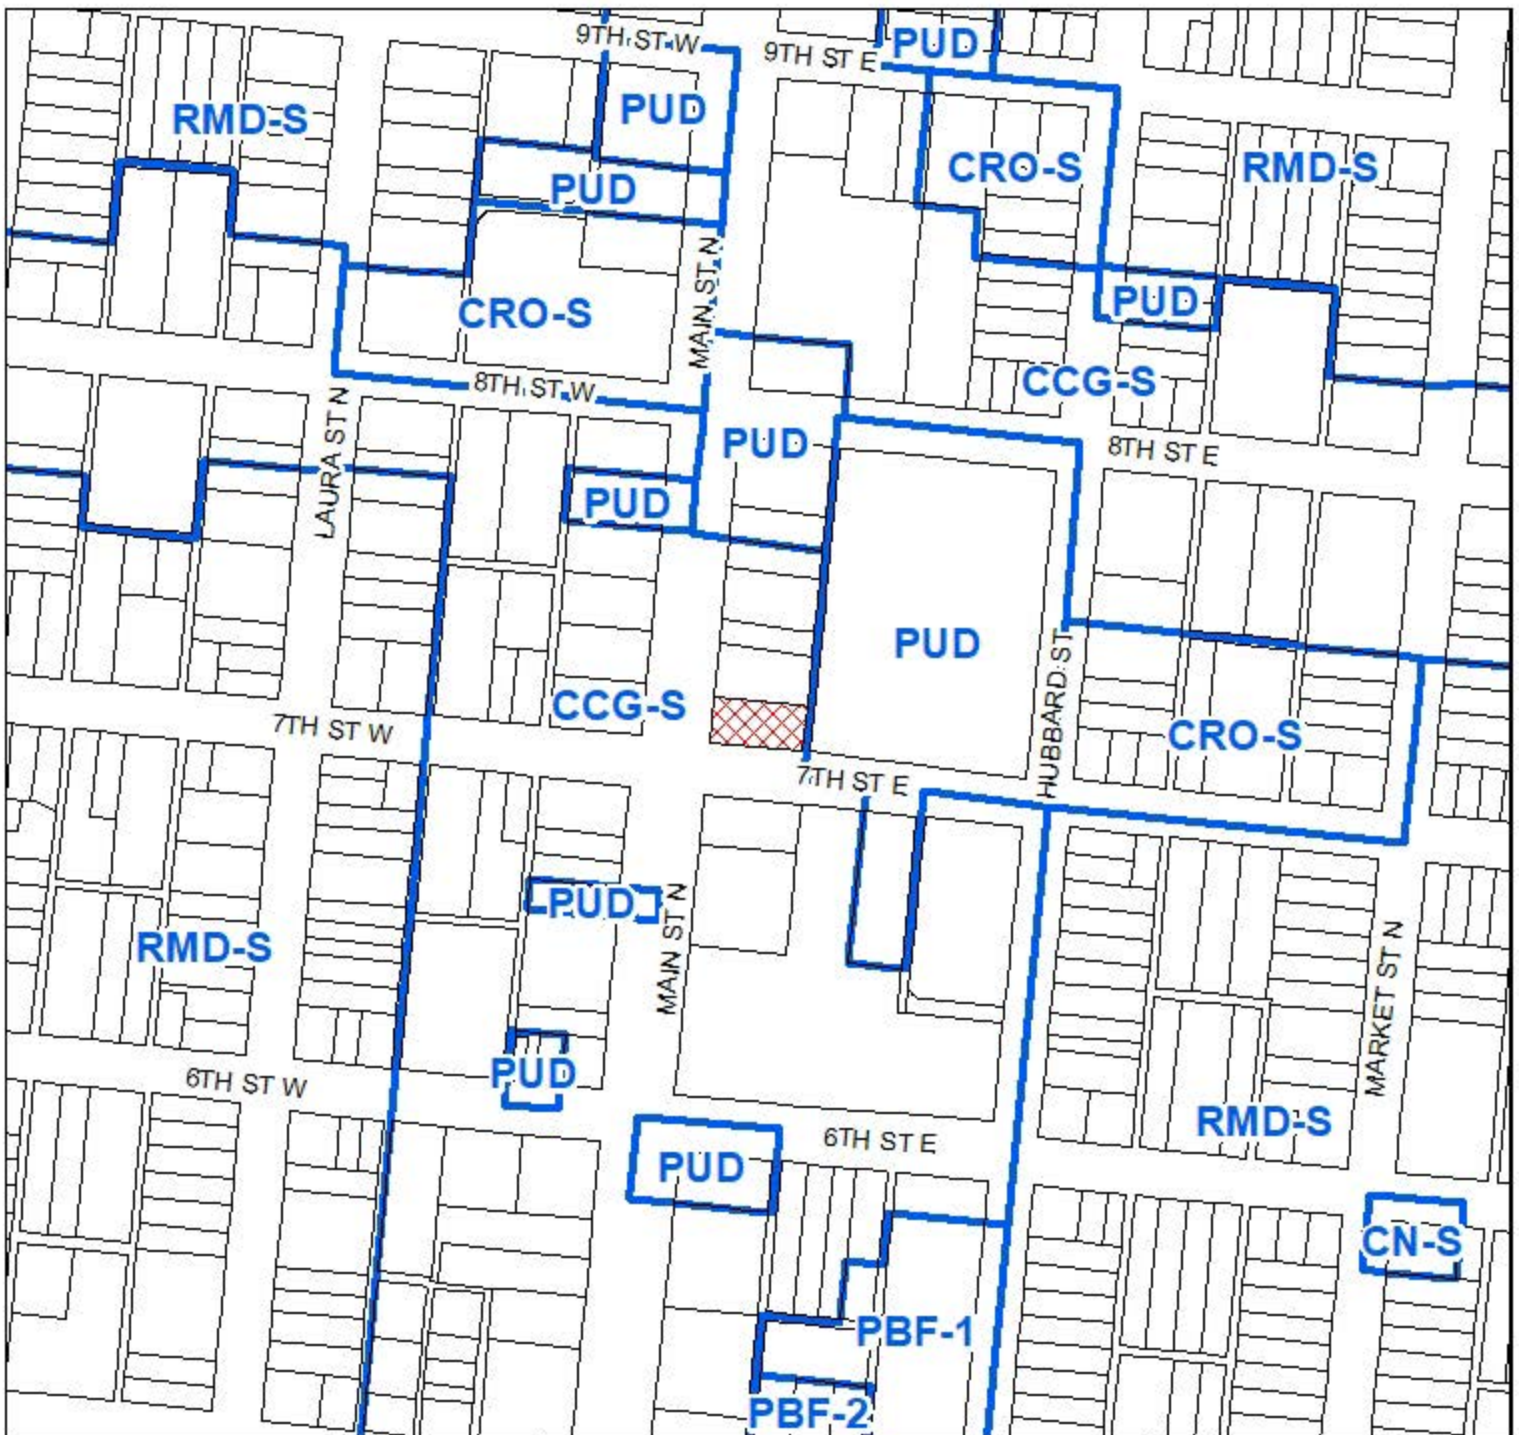 9TH ST W
9TH ST E
PUD
PUD
RMD-S
CRO-S
RMD-S
PUD
MAIN ST N
PUD
CRO-S
CCG-S
8TH ST W
LAURA ST N
PUD
8TH ST E
PUD
PUD
HUBBARD ST
CCG-S
7TH ST W
CRO-S
7TH ST E
PUD
MAIN ST N
RMD-S
MARKET ST N
PUD
6TH ST W
RMD-S
6TH ST E
PUD
CN-S
PBF-1
PBF-2